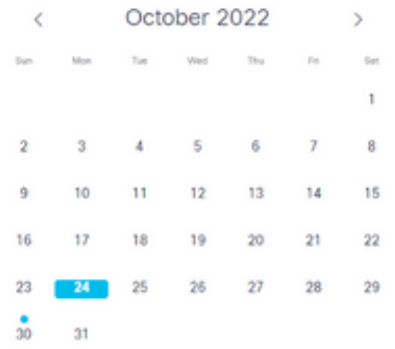 October 2022
Sun Mon Tue Wed Thu Fri Sat
1
2 3 4 5 6 7 8
9 10 11 12 13 14 15
16 17 18 19 20 21 22
23 24 25 26 27 28 29
30 31